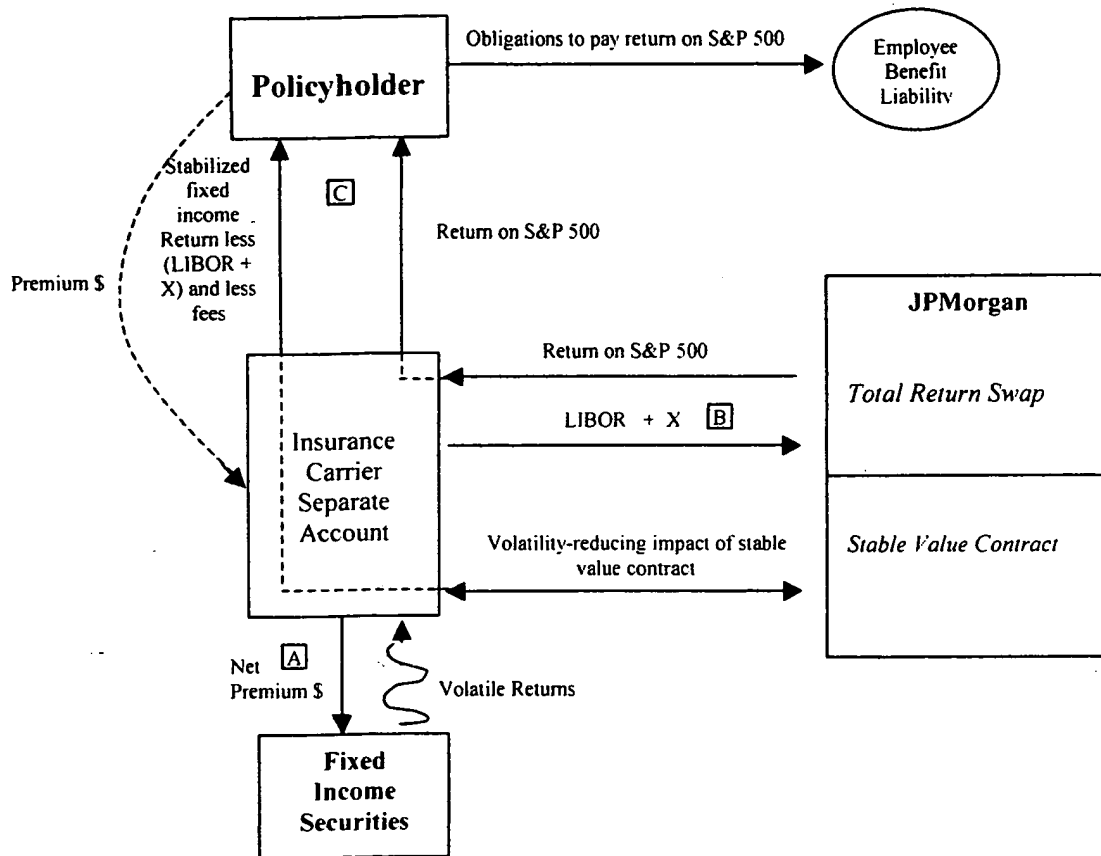 Obligations to pay return on S&P 500
Employee
Benefit
Liability
Policyholder
Stabilized
fixed
income
Return less
(LIBOR +
X) and less
fees
C
Return on S&P 500
Premium $
JPMorgan
Return on S&P 500
Total Return Swap
LIBOR + X B
Insurance
Carrier
Separate
Account
Volatility-reducing impact of stable
value contract
Stable Value Contract
Net A
Premium $
Volatile Returns
Fixed
Income
Securities